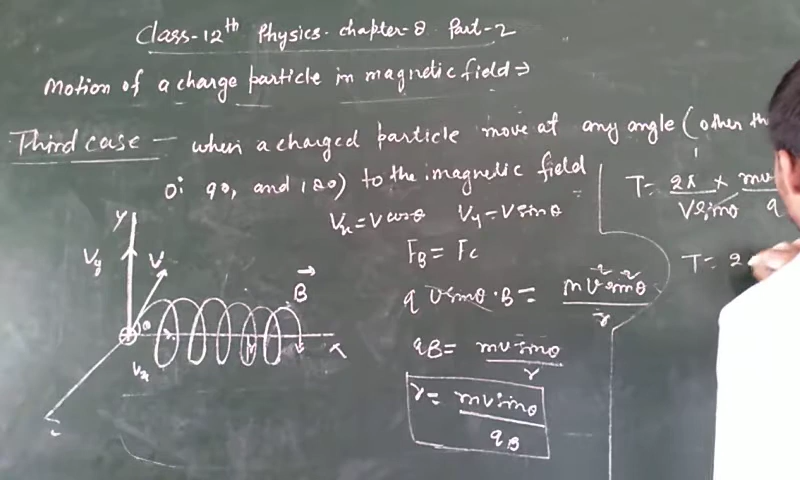 Class-12th Physics. chapter-8 Part-2
Motion of a charge particle in magnetic field ⇒
Third case — when a charged particle move at any angle (other th
0; 90, and 180) to the magnetic field
Vx = V cosθ Vy = V sinθ
FB = Fc
q v sinθ · B = mv² sin²θ / r
qB = mv sinθ / r
r = mv sinθ / qB
T = 2π / V sinθ × mv / q
T = 2
Y
Vy
V
B
θ
Vx
X
Z